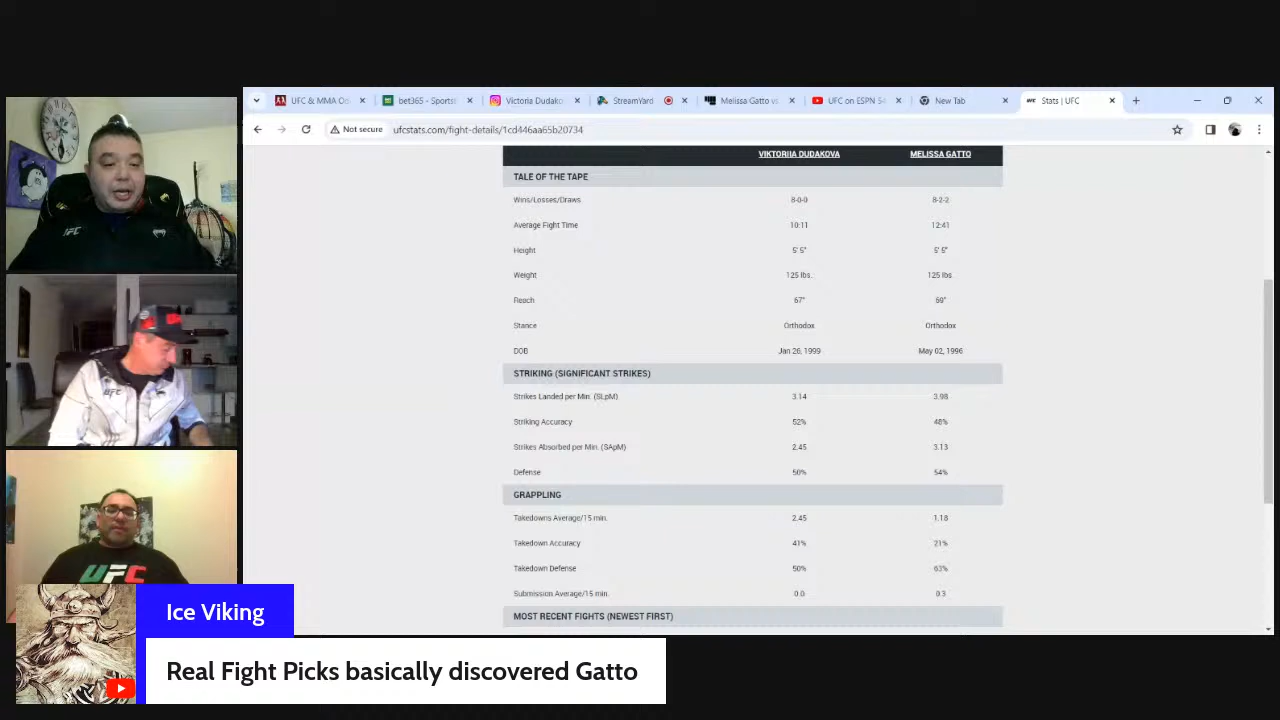 UFC & MMA Od
bet365 - Sports
Victoria Dudako
StreamYard
Melissa Gatto vs
UFC on ESPN 54
New Tab
Stats | UFC
Not secure
ufcstats.com/fight-details/1cd446aa65b20734
VIKTORIIA DUDAKOVA MELISSA GATTO
TALE OF THE TAPE
Wins/Losses/Draws 8-0-0 8-2-2
Average Fight Time 10:11 12:41
Height 5' 5" 5' 5"
Weight 125 lbs. 125 lbs.
Reach 67" 69"
Stance Orthodox Orthodox
DOB Jan 26, 1999 May 02, 1996
STRIKING (SIGNIFICANT STRIKES)
Strikes Landed per Min. (SLpM) 3.14 3.98
Striking Accuracy 52% 48%
Strikes Absorbed per Min. (SApM) 2.45 3.13
Defense 50% 54%
GRAPPLING
Takedowns Average/15 min. 2.45 1.18
Takedown Accuracy 41% 21%
Takedown Defense 50% 63%
Submission Average/15 min. 0.0 0.3
MOST RECENT FIGHTS (NEWEST FIRST)
UFC
UFC
UFC
Ice Viking
Real Fight Picks basically discovered Gatto